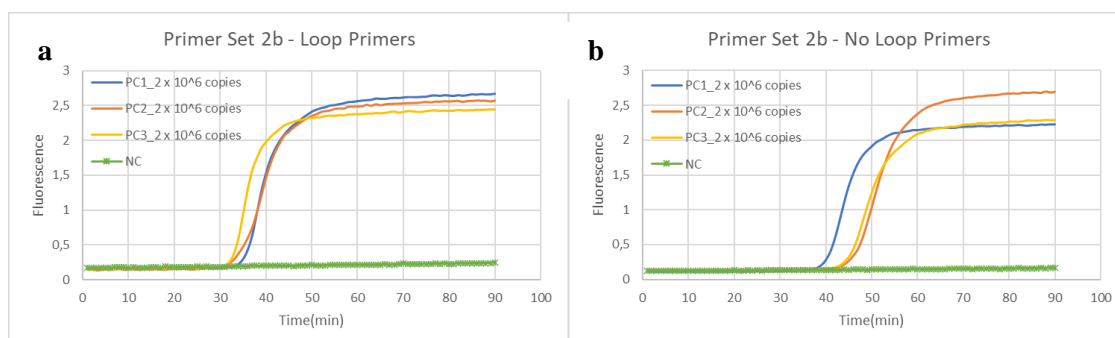 a
Primer Set 2b - Loop Primers
3
2,5
2
1,5
1
0,5
0
Fluorescence
PC1_2 x 10^6 copies
PC2_2 x 10^6 copies
PC3_2 x 10^6 copies
NC
0 10 20 30 40 50 60 70 80 90 100
Time(min)
b
Primer Set 2b - No Loop Primers
3
2,5
2
1,5
1
0,5
0
Fluorescence
PC1_2 x 10^6 copies
PC2_2 x 10^6 copies
PC3_2 x 10^6 copies
NC
0 10 20 30 40 50 60 70 80 90 100
Time(min)